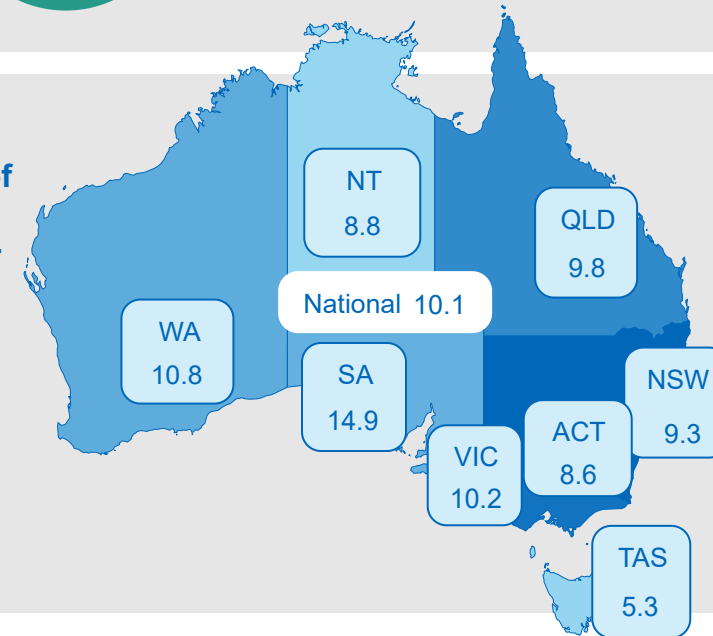 of
NT
8.8
QLD
9.8
National 10.1
WA
10.8
SA
14.9
NSW
9.3
ACT
8.6
VIC
10.2
TAS
5.3